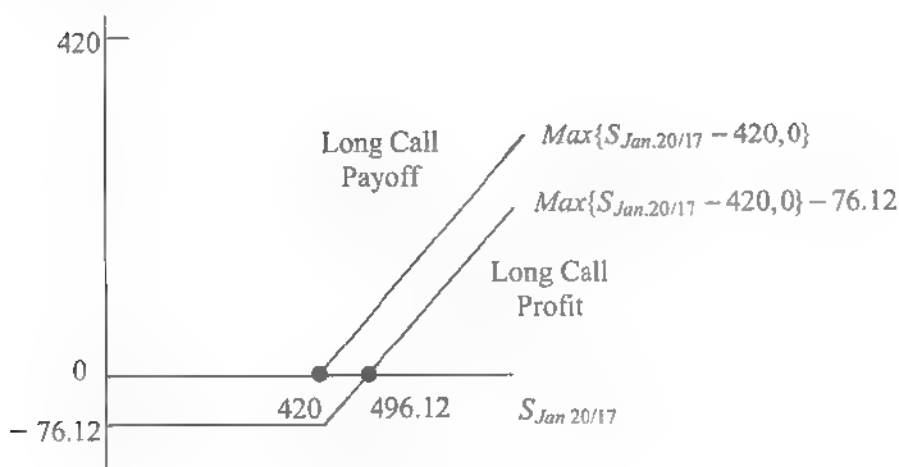 420
Long Call
Payoff
Max{S_Jan.20/17 − 420, 0}
Max{S_Jan.20/17 − 420, 0} − 76.12
Long Call
Profit
0
420
496.12
S_Jan 20/17
− 76.12